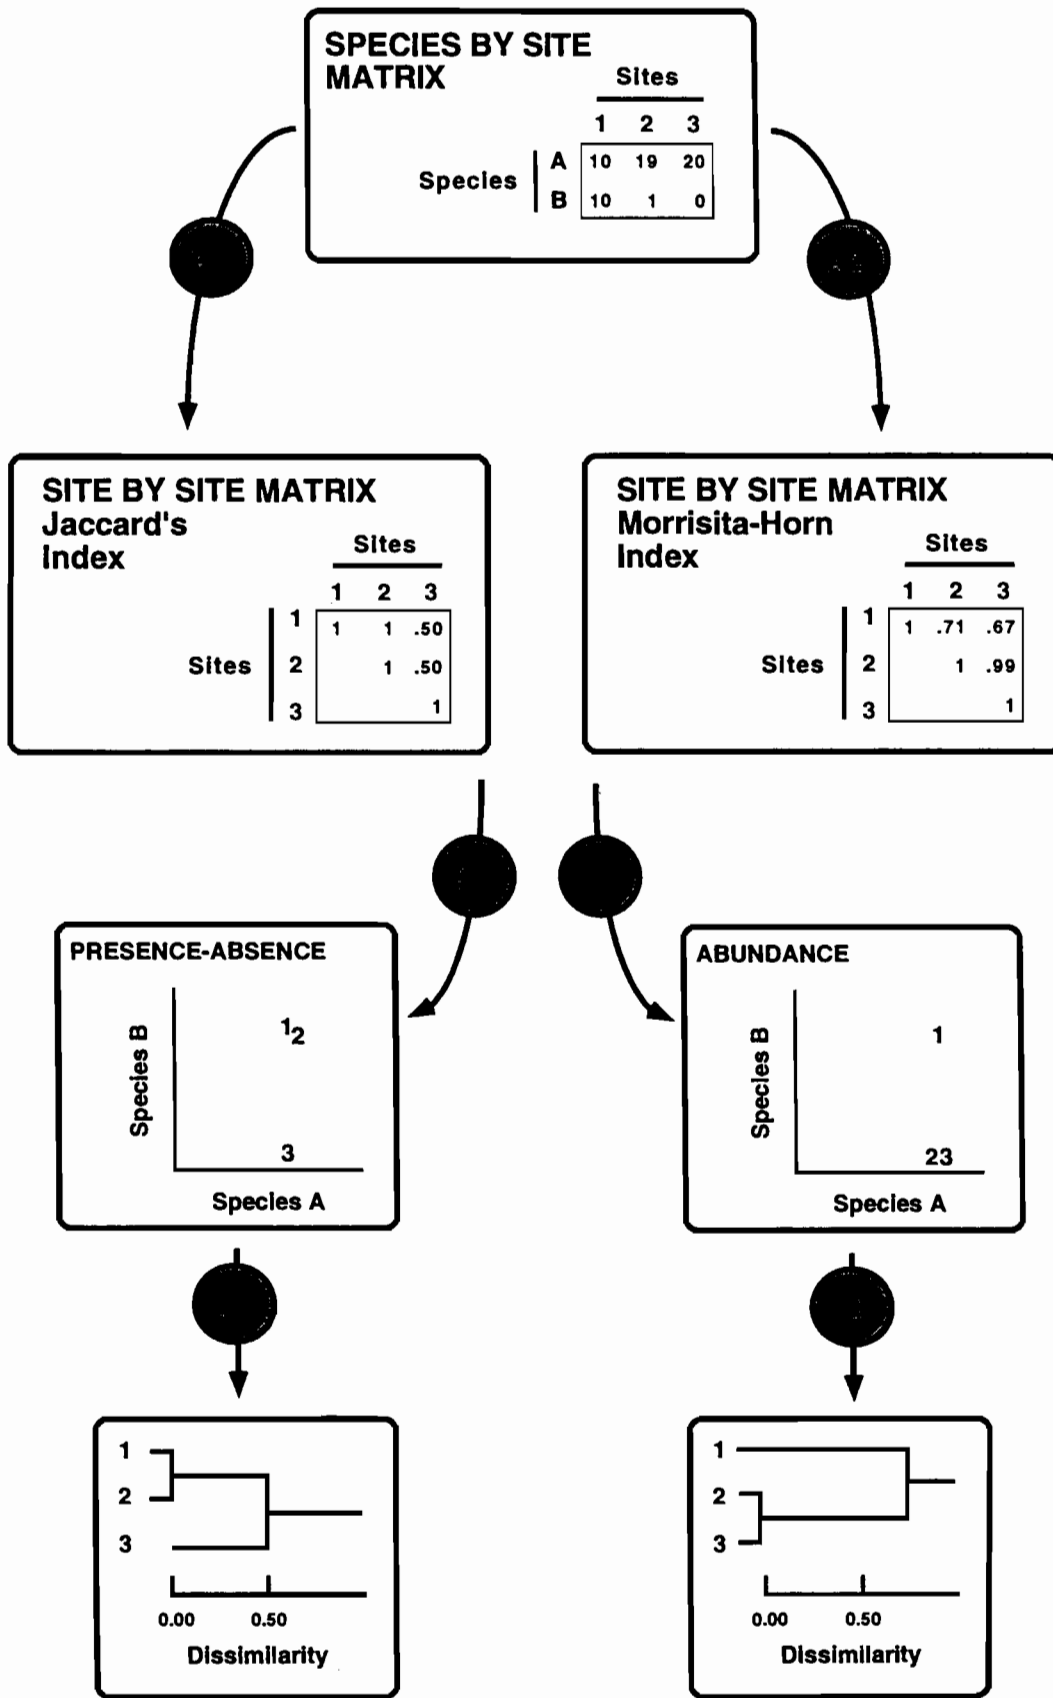 SPECIES BY SITE
MATRIX
Sites
1 2 3
Species
A 10 19 20
B 10 1 0
SITE BY SITE MATRIX
Jaccard's
Index
Sites
1 2 3
1 1 1 .50
Sites 2 1 .50
3 1
SITE BY SITE MATRIX
Morrisita-Horn
Index
Sites
1 2 3
1 1 .71 .67
Sites 2 1 .99
3 1
PRESENCE-ABSENCE
Species B
1 2
3
Species A
ABUNDANCE
Species B
1
23
Species A
1
2
3
0.00 0.50
Dissimilarity
1
2
3
0.00 0.50
Dissimilarity